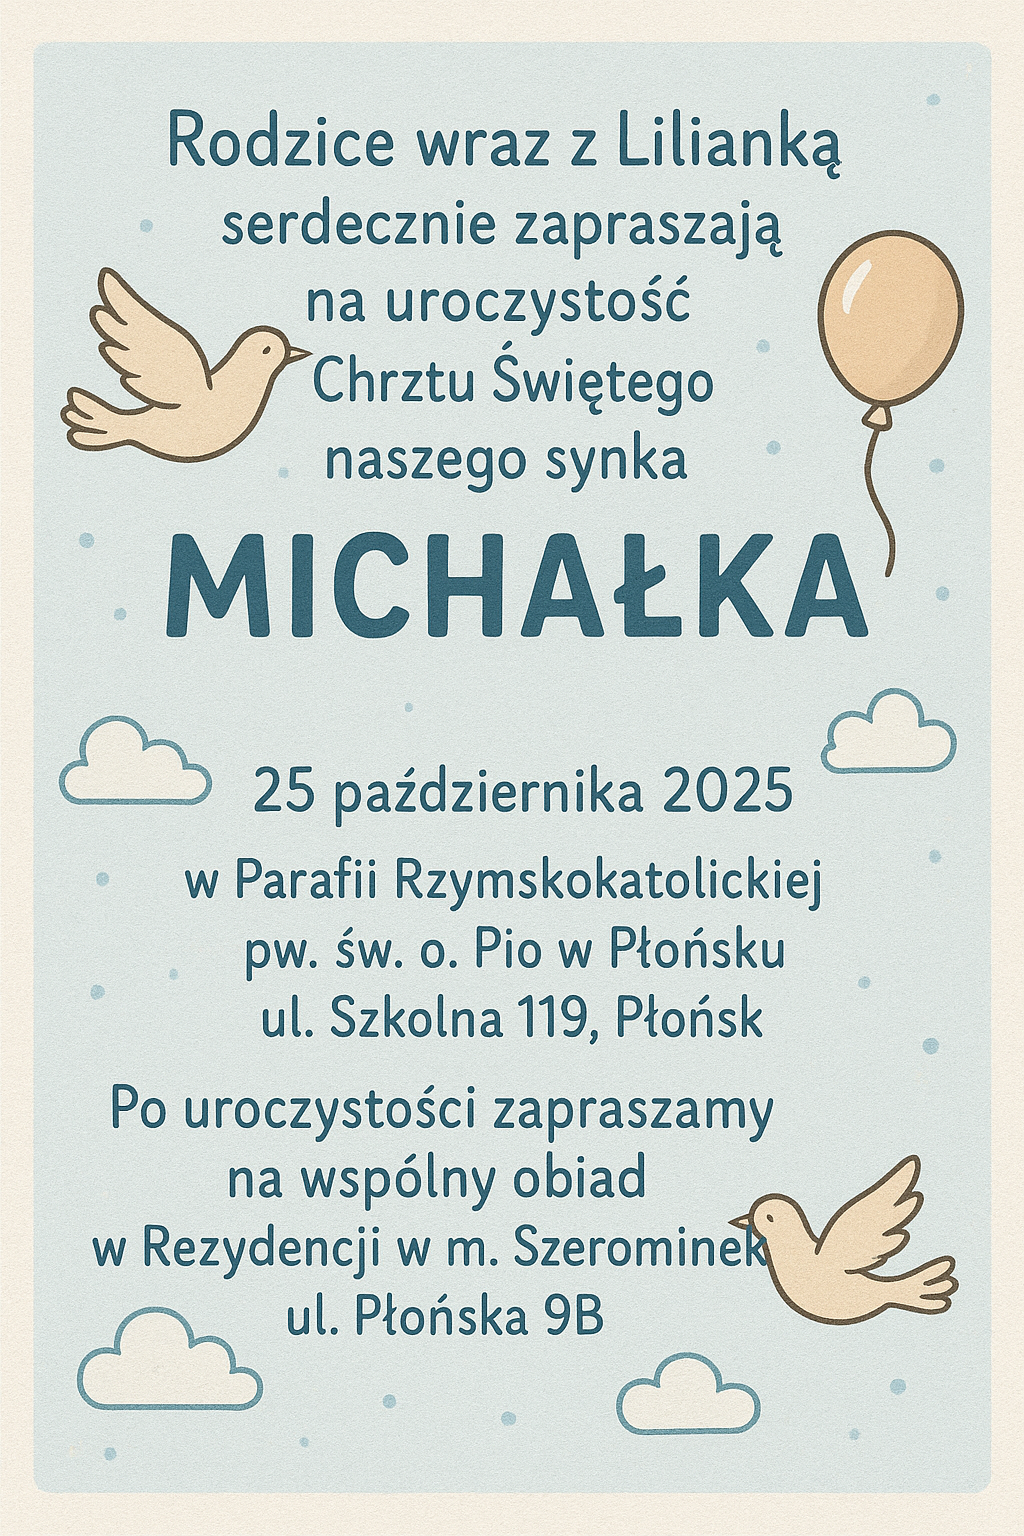 Rodzice wraz z Lilianką
serdecznie zapraszają
na uroczystość
Chrztu Świętego
naszego synka
MICHAŁKA
25 października 2025
w Parafii Rzymskokatolickiej
pw. św. o. Pio w Płońsku
ul. Szkolna 119, Płońsk
Po uroczystości zapraszamy
na wspólny obiad
w Rezydencji w m. Szerominek
ul. Płońska 9B